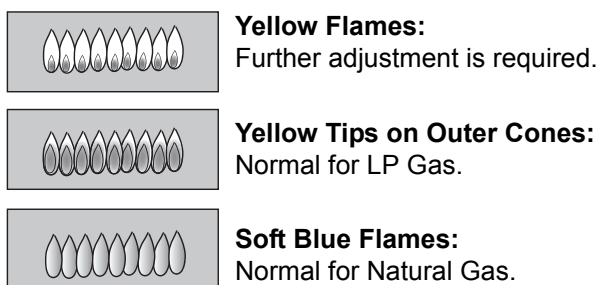 Yellow Flames:
Further adjustment is required.
Yellow Tips on Outer Cones:
Normal for LP Gas.
Soft Blue Flames:
Normal for Natural Gas.